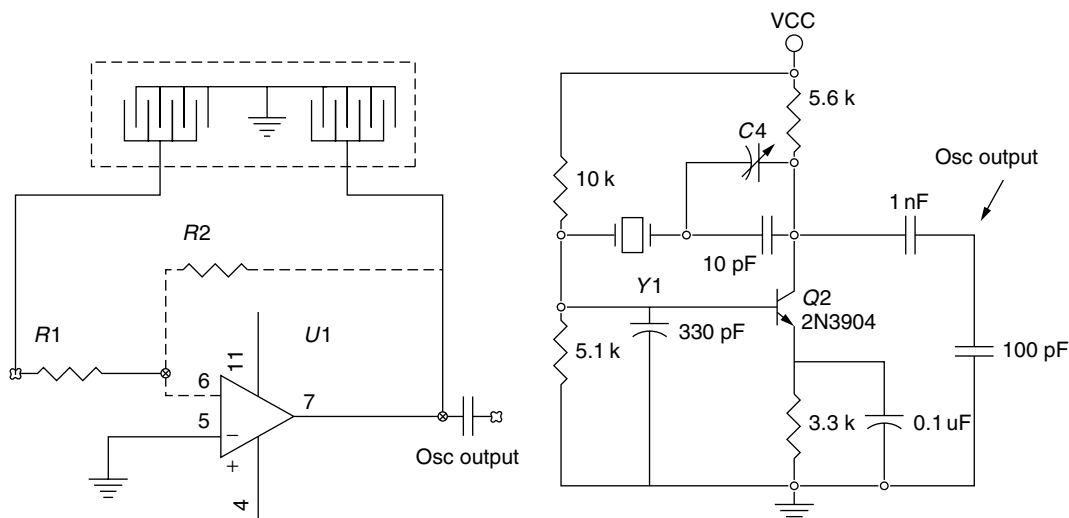 R2
R1
U1
11
6
5
7
−
+
4
Osc output
VCC
5.6 k
C4
10 k
Osc output
1 nF
10 pF
Y1
Q2
2N3904
330 pF
5.1 k
100 pF
3.3 k
0.1 uF